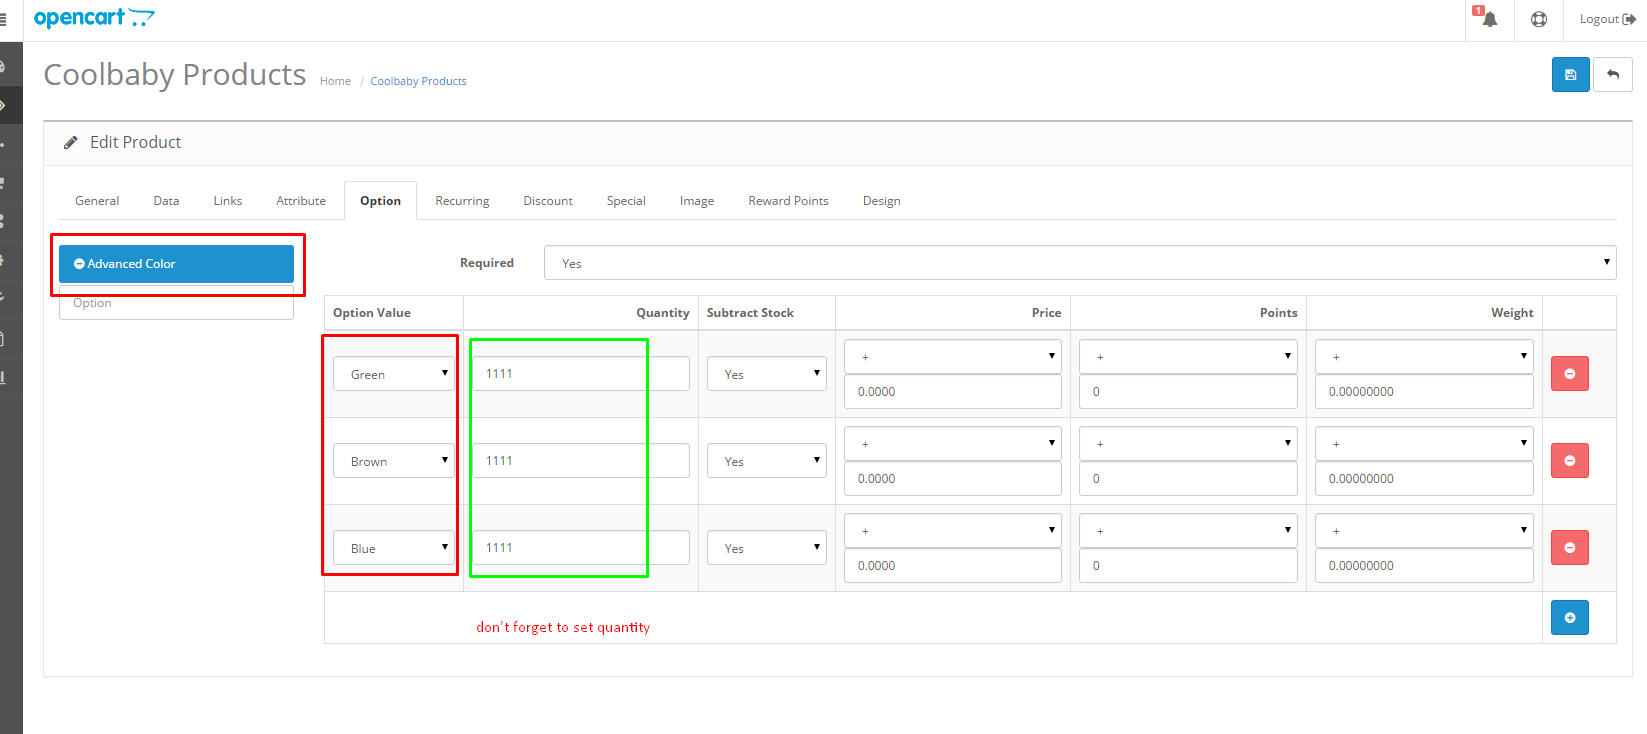 opencart
1
Logout
Coolbaby Products Home / Coolbaby Products
Edit Product
General Data Links Attribute Option Recurring Discount Special Image Reward Points Design
Advanced Color
Option
Required Yes
Option Value Quantity Subtract Stock Price Points Weight
Green 1111 Yes + + +
0.0000 0 0.00000000
Brown 1111 Yes + + +
0.0000 0 0.00000000
Blue 1111 Yes + + +
0.0000 0 0.00000000
don't forget to set quantity